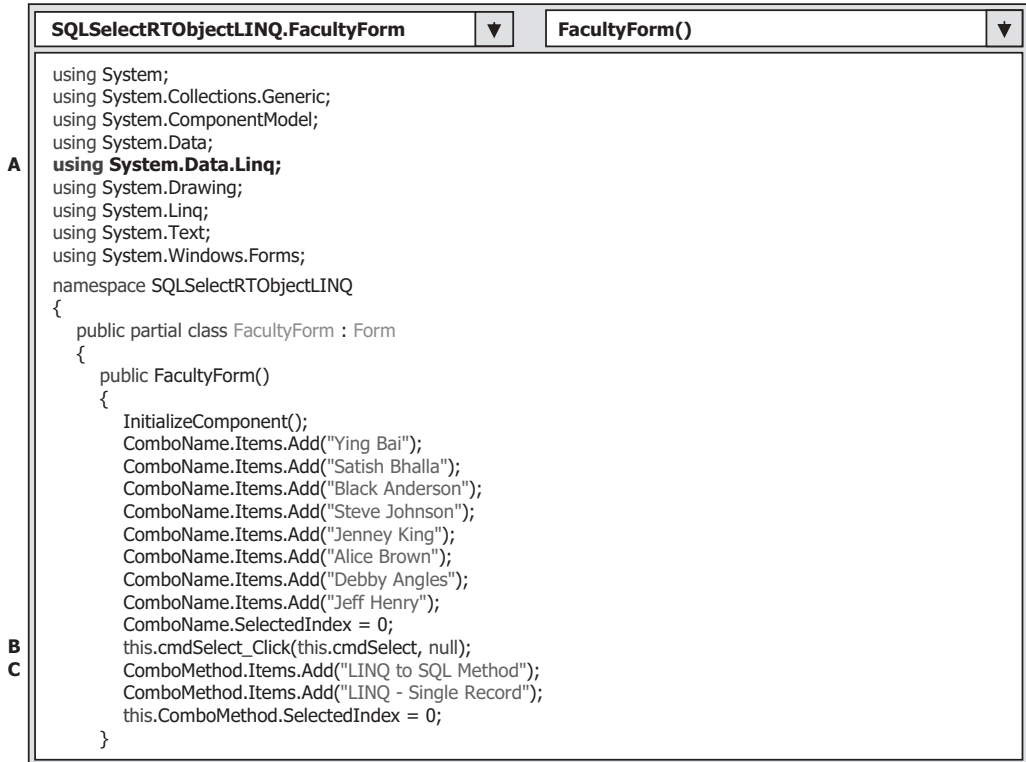 SQLSelectRTObjectLINQ.FacultyForm FacultyForm()
using System;
using System.Collections.Generic;
using System.ComponentModel;
using System.Data;
A using System.Data.Linq;
using System.Drawing;
using System.Linq;
using System.Text;
using System.Windows.Forms;
namespace SQLSelectRTObjectLINQ
{
public partial class FacultyForm : Form
{
public FacultyForm()
{
InitializeComponent();
ComboName.Items.Add("Ying Bai");
ComboName.Items.Add("Satish Bhalla");
ComboName.Items.Add("Black Anderson");
ComboName.Items.Add("Steve Johnson");
ComboName.Items.Add("Jenney King");
ComboName.Items.Add("Alice Brown");
ComboName.Items.Add("Debby Angles");
ComboName.Items.Add("Jeff Henry");
ComboName.SelectedIndex = 0;
B this.cmdSelect_Click(this.cmdSelect, null);
C ComboMethod.Items.Add("LINQ to SQL Method");
ComboMethod.Items.Add("LINQ - Single Record");
this.ComboMethod.SelectedIndex = 0;
}